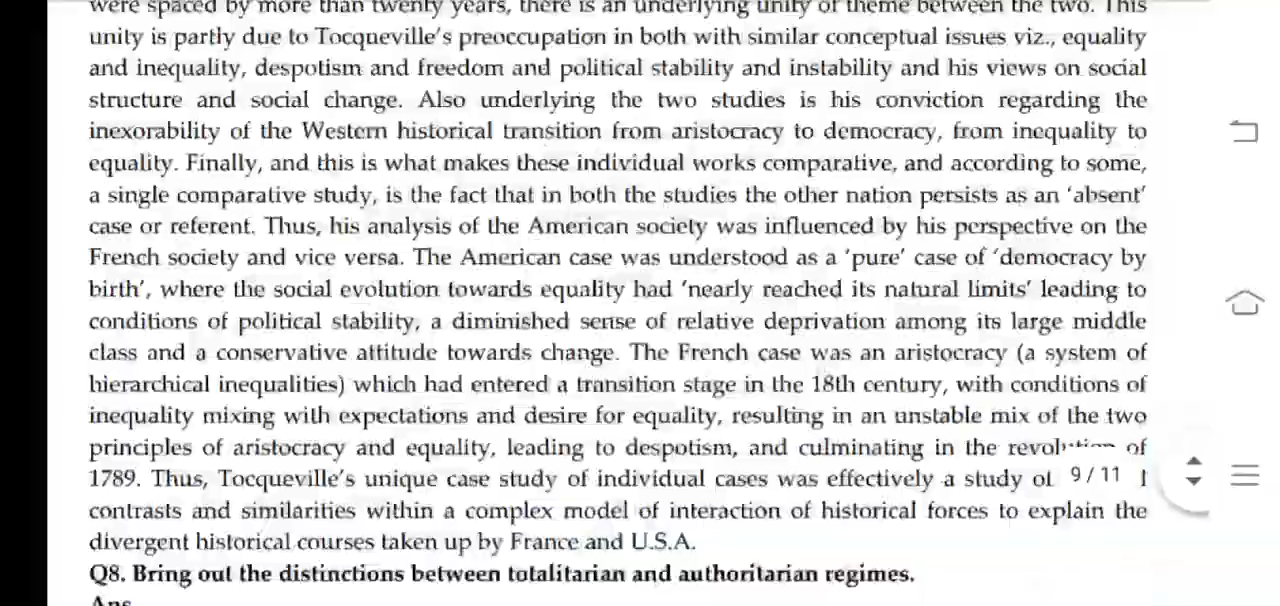 were spaced by more than twenty years, there is an underlying unity of theme between the two. This
unity is partly due to Tocqueville's preoccupation in both with similar conceptual issues viz., equality
and inequality, despotism and freedom and political stability and instability and his views on social
structure and social change. Also underlying the two studies is his conviction regarding the
inexorability of the Western historical transition from aristocracy to democracy, from inequality to
equality. Finally, and this is what makes these individual works comparative, and according to some,
a single comparative study, is the fact that in both the studies the other nation persists as an 'absent'
case or referent. Thus, his analysis of the American society was influenced by his perspective on the
French society and vice versa. The American case was understood as a 'pure' case of 'democracy by
birth', where the social evolution towards equality had 'nearly reached its natural limits' leading to
conditions of political stability, a diminished sense of relative deprivation among its large middle
class and a conservative attitude towards change. The French case was an aristocracy (a system of
hierarchical inequalities) which had entered a transition stage in the 18th century, with conditions of
inequality mixing with expectations and desire for equality, resulting in an unstable mix of the two
principles of aristocracy and equality, leading to despotism, and culminating in the revolution of
1789. Thus, Tocqueville's unique case study of individual cases was effectively a study of 9/11
contrasts and similarities within a complex model of interaction of historical forces to explain the
divergent historical courses taken up by France and U.S.A.
Q8. Bring out the distinctions between totalitarian and authoritarian regimes.
Ans